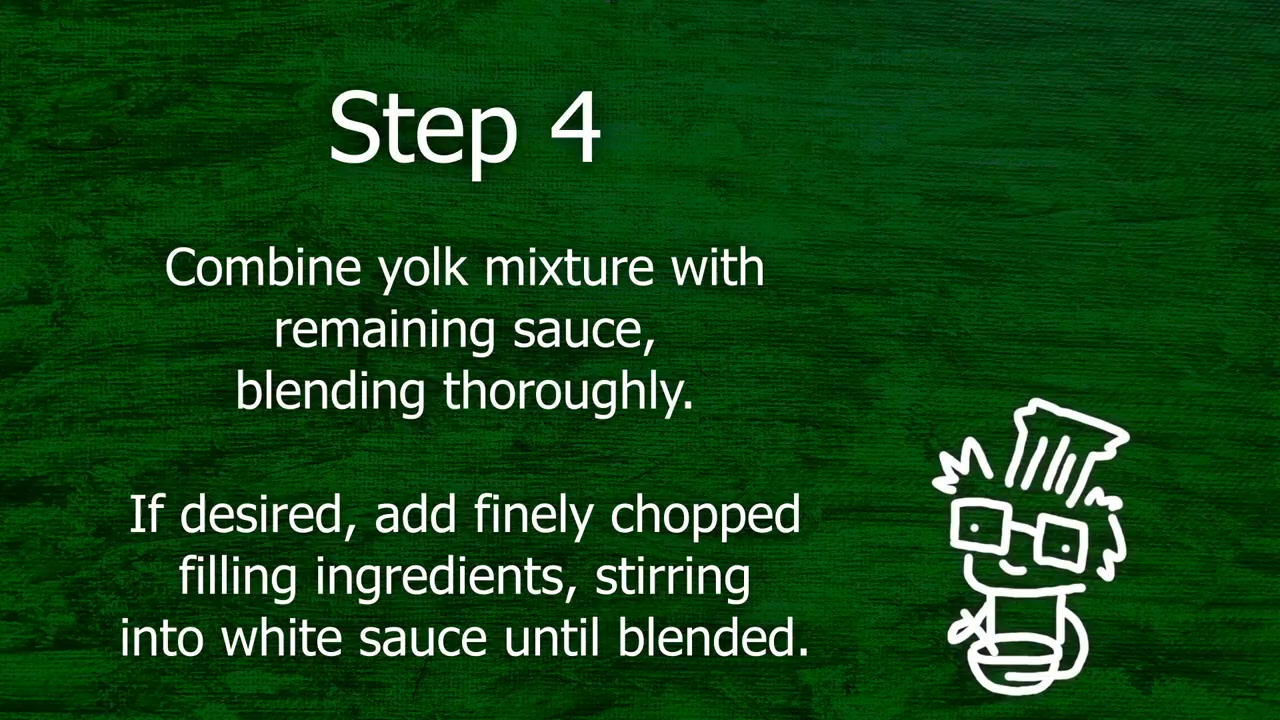 Step 4
Combine yolk mixture with
remaining sauce,
blending thoroughly.
If desired, add finely chopped
filling ingredients, stirring
into white sauce until blended.